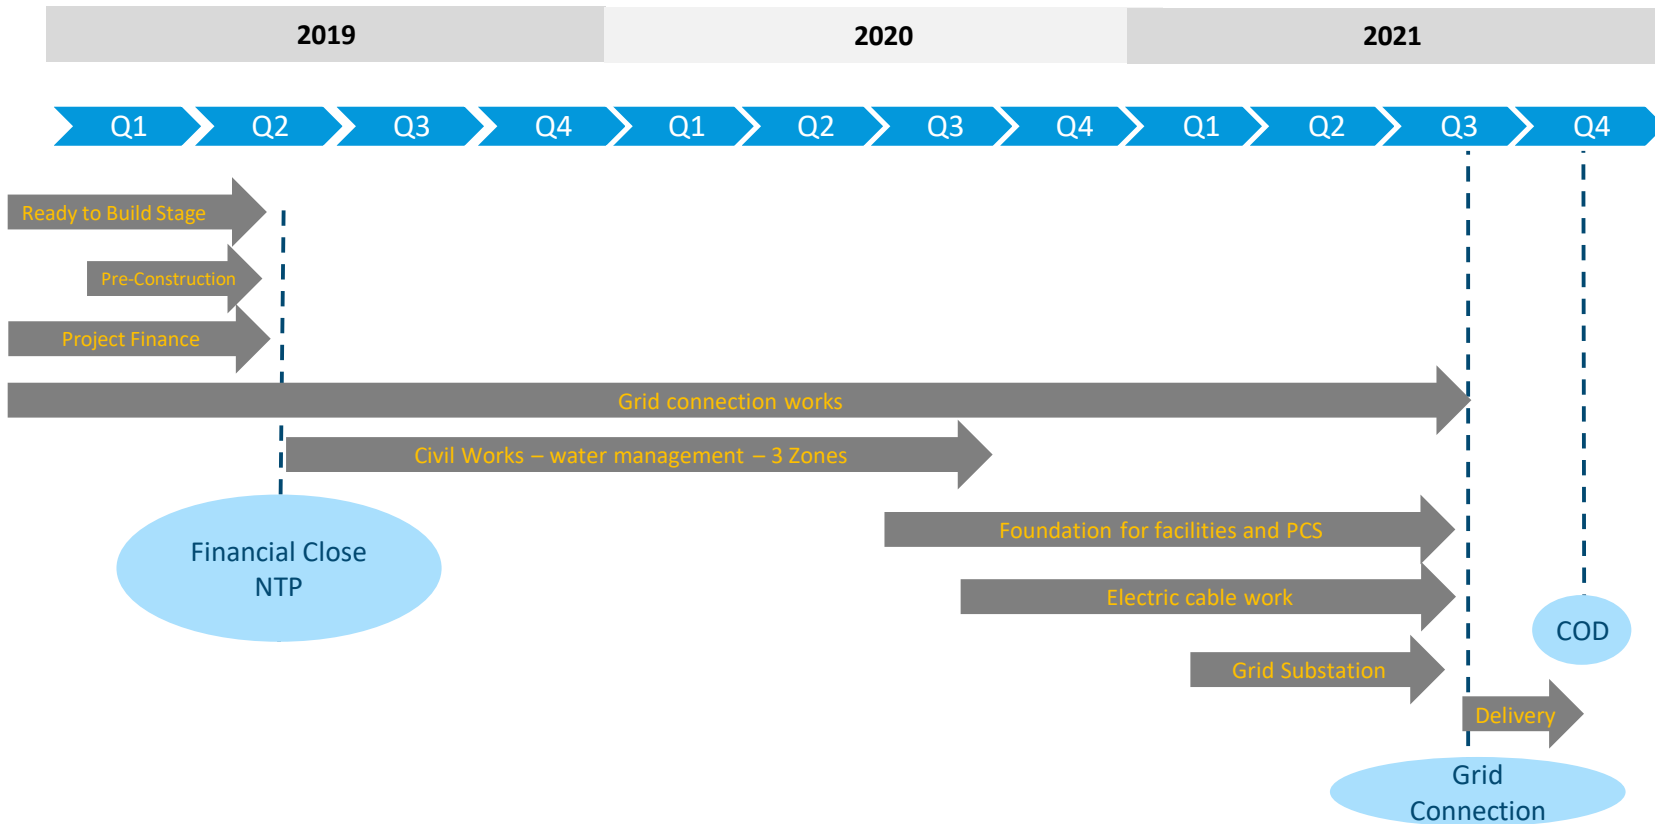 2019 2020 2021
Q1 Q2 Q3 Q4 Q1 Q2 Q3 Q4 Q1 Q2 Q3 Q4
Ready to Build Stage
Pre-Construction
Project Finance
Grid connection works
Civil Works – water management – 3 Zones
Financial Close
NTP
Foundation for facilities and PCS
Electric cable work
COD
Grid Substation
Delivery
Grid
Connection